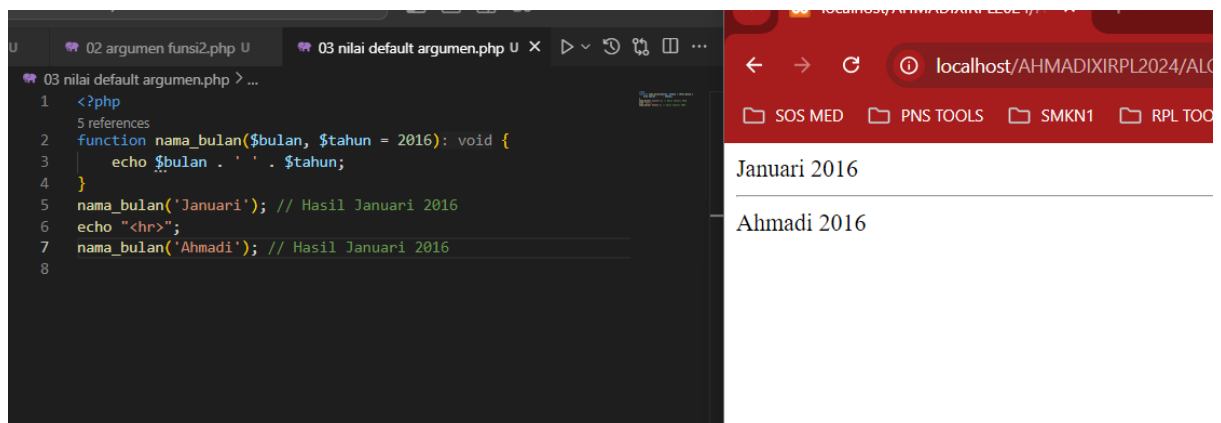 U
02 argumen funsi2.php U
03 nilai default argumen.php U
03 nilai default argumen.php > ...
1 <?php
5 references
2 function nama_bulan($bulan, $tahun = 2016): void {
3 echo $bulan . ' ' . $tahun;
4 }
5 nama_bulan('Januari'); // Hasil Januari 2016
6 echo "<hr>";
7 nama_bulan('Ahmadi'); // Hasil Januari 2016
8
localhost/AHMADIXIRPL2024/
localhost/AHMADIXIRPL2024/ALG
SOS MED
PNS TOOLS
SMKN1
RPL TOO
Januari 2016
Ahmadi 2016